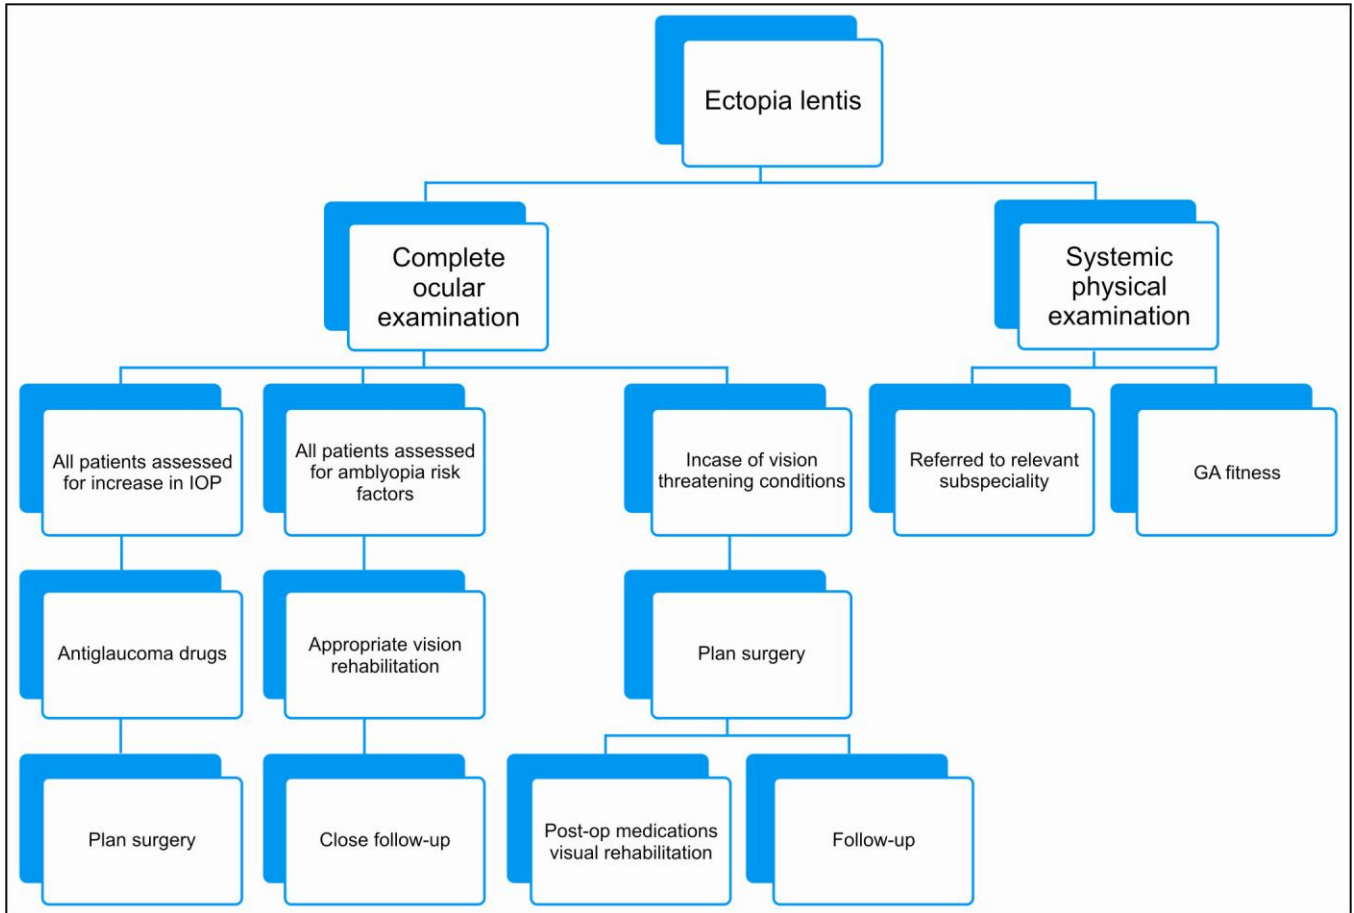 Ectopia lentis
Complete
ocular
examination
Systemic
physical
examination
All patients assessed
for increase in IOP
All patients assessed
for amblyopia risk
factors
Incase of vision
threatening conditions
Referred to relevant
subspeciality
GA fitness
Antiglaucoma drugs
Appropriate vision
rehabilitation
Plan surgery
Plan surgery
Close follow-up
Post-op medications
visual rehabilitation
Follow-up